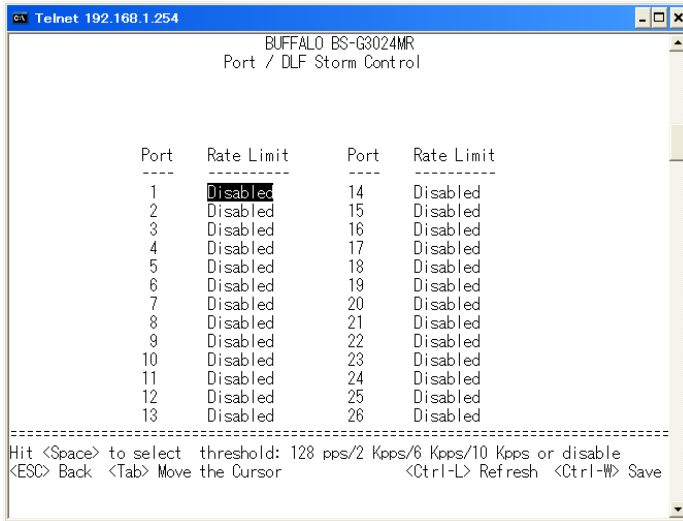 Telnet 192.168.1.254
BUFFALO BS-G3024MR
Port / DLF Storm Control
Port Rate Limit Port Rate Limit
---- ---------- ---- ----------
1 Disabled 14 Disabled
2 Disabled 15 Disabled
3 Disabled 16 Disabled
4 Disabled 17 Disabled
5 Disabled 18 Disabled
6 Disabled 19 Disabled
7 Disabled 20 Disabled
8 Disabled 21 Disabled
9 Disabled 22 Disabled
10 Disabled 23 Disabled
11 Disabled 24 Disabled
12 Disabled 25 Disabled
13 Disabled 26 Disabled
Hit <Space> to select threshold: 128 pps/2 Kpps/6 Kpps/10 Kpps or disable
<ESC> Back <Tab> Move the Cursor <Ctrl-L> Refresh <Ctrl-W> Save